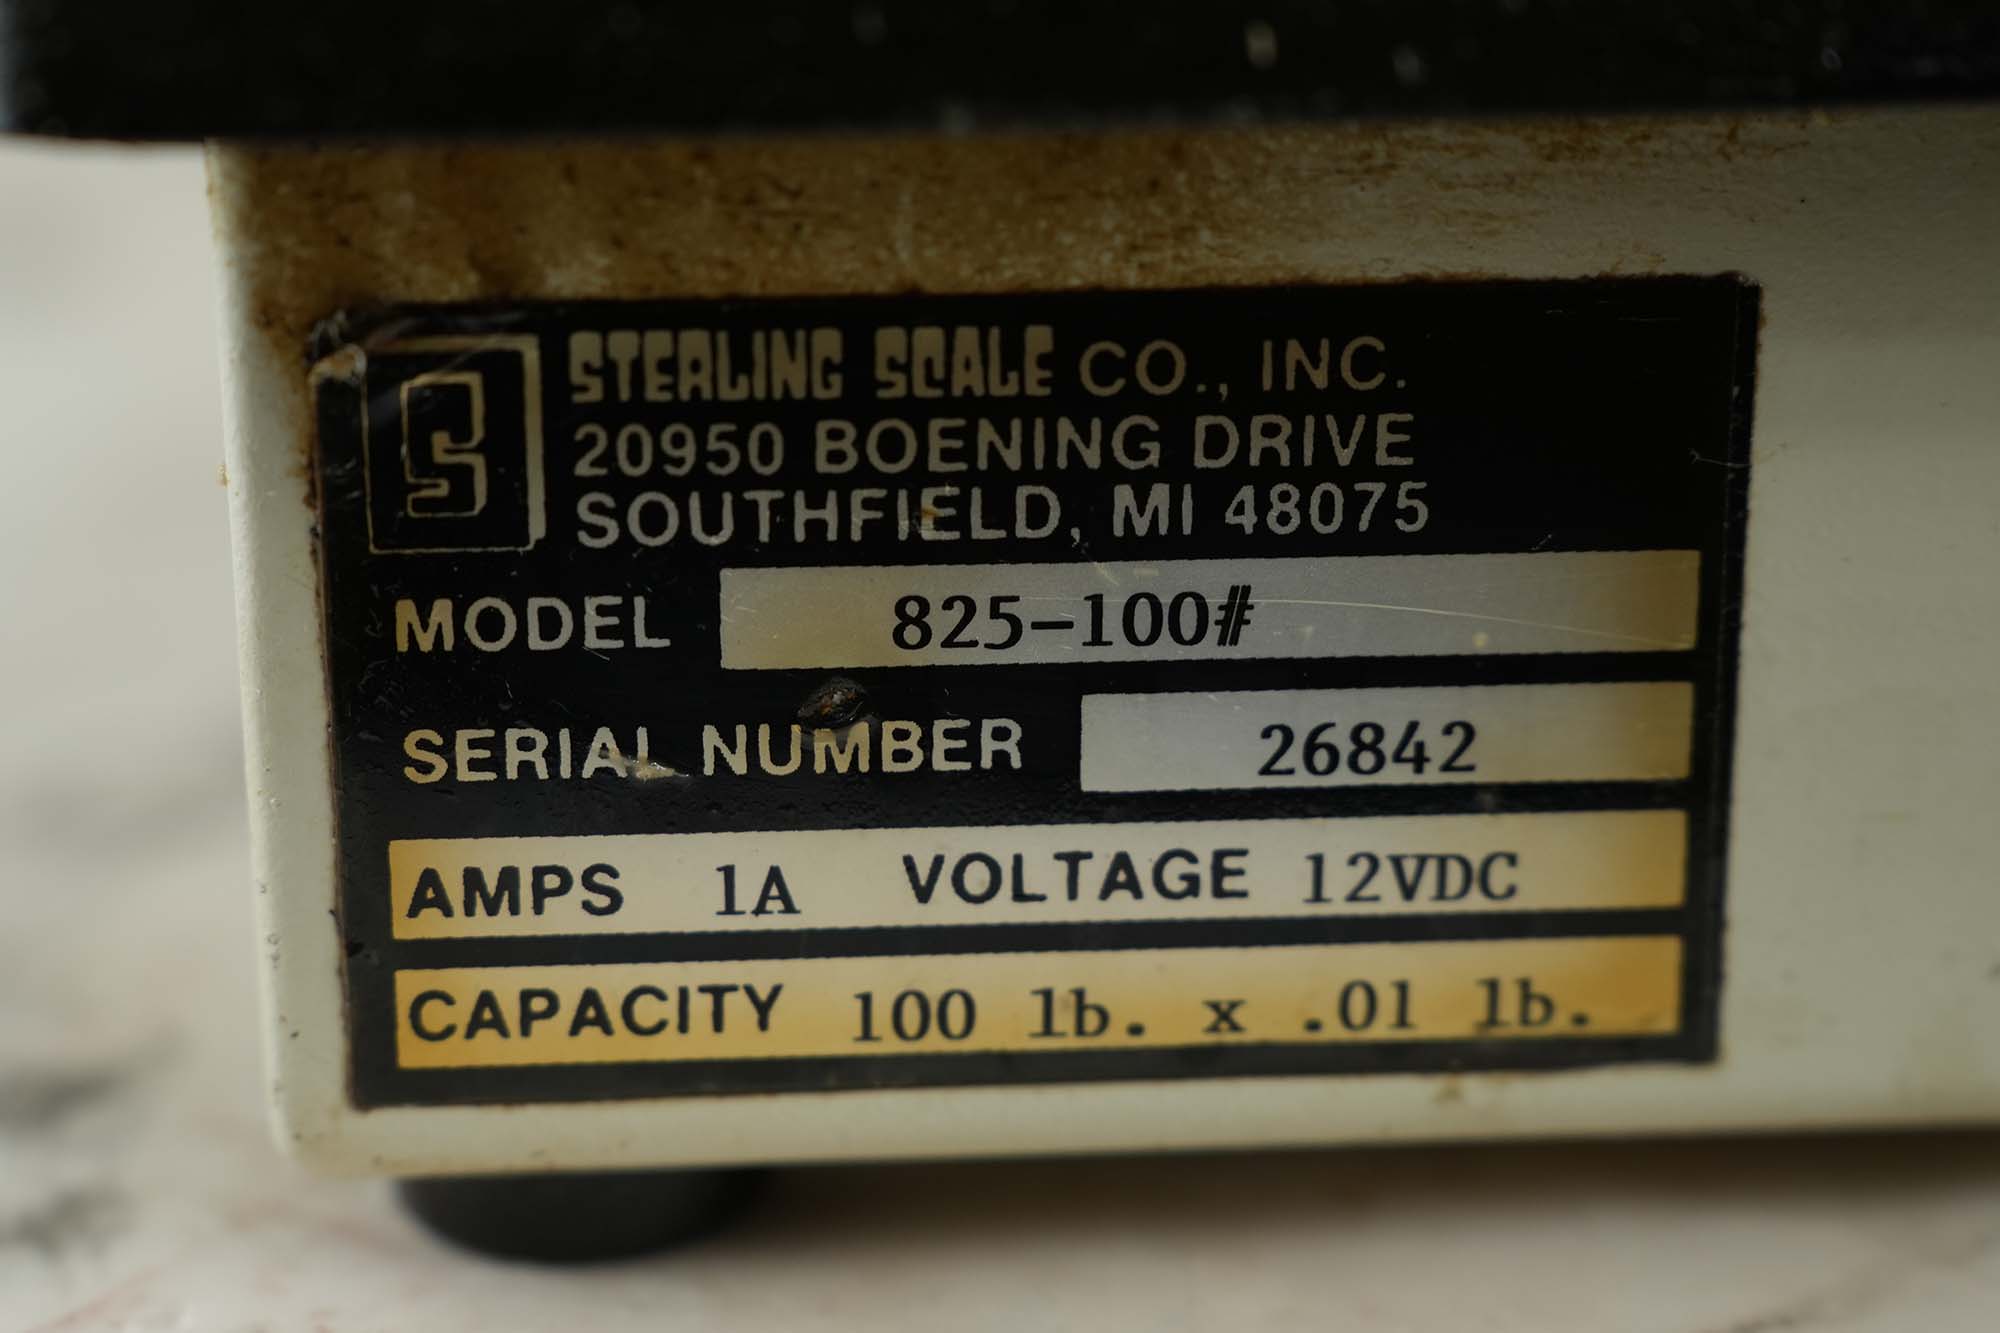 S
STERLING SCALE CO., INC.
20950 BOENING DRIVE
SOUTHFIELD, MI 48075
MODEL 825-100#
SERIAL NUMBER 26842
AMPS 1A VOLTAGE 12VDC
CAPACITY 100 lb. x .01 lb.